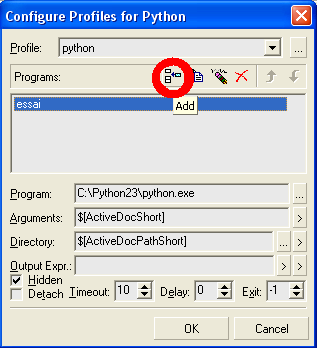 Configure Profiles for Python
Profile: python ...
Programs:
Add
essai
Program: C:\Python23\python.exe ...
Arguments: $[ActiveDocShort] >
Directory: $[ActiveDocPathShort] ... >
Output Expr.: > >
Hidden
Detach Timeout: 10 Delay: 0 Exit: -1
OK Cancel